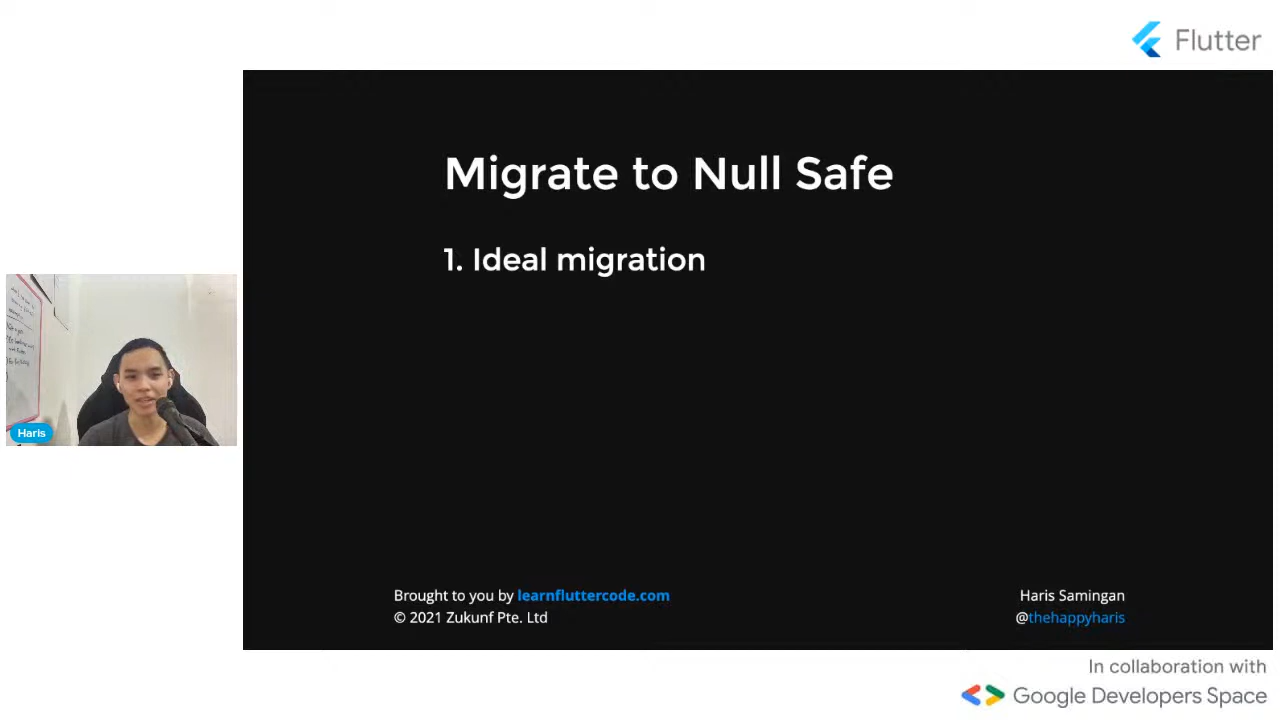 Flutter
Migrate to Null Safe
1. Ideal migration
Haris
Brought to you by learnfluttercode.com
© 2021 Zukunf Pte. Ltd
Haris Samingan
@thehappyharis
In collaboration with
Google Developers Space